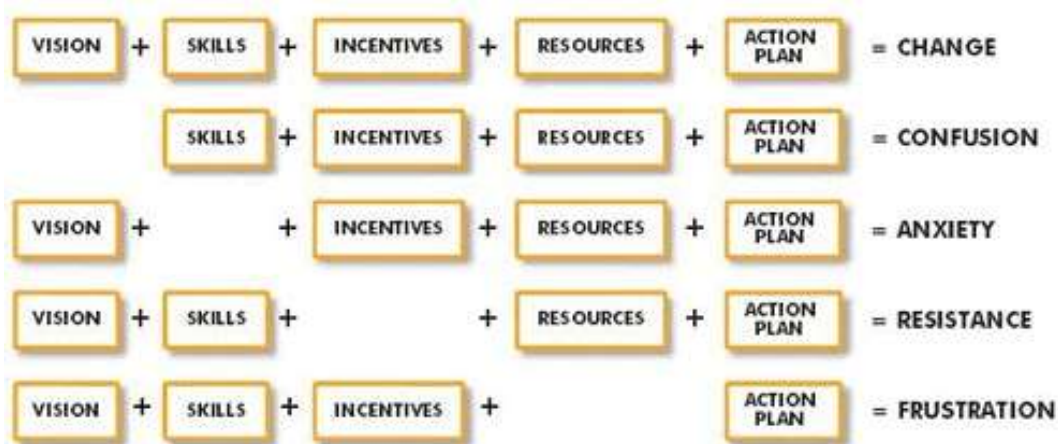 VISION + SKILLS + INCENTIVES + RESOURCES + ACTION PLAN = CHANGE
SKILLS + INCENTIVES + RESOURCES + ACTION PLAN = CONFUSION
VISION + + INCENTIVES + RESOURCES + ACTION PLAN = ANXIETY
VISION + SKILLS + + RESOURCES + ACTION PLAN = RESISTANCE
VISION + SKILLS + INCENTIVES + ACTION PLAN = FRUSTRATION